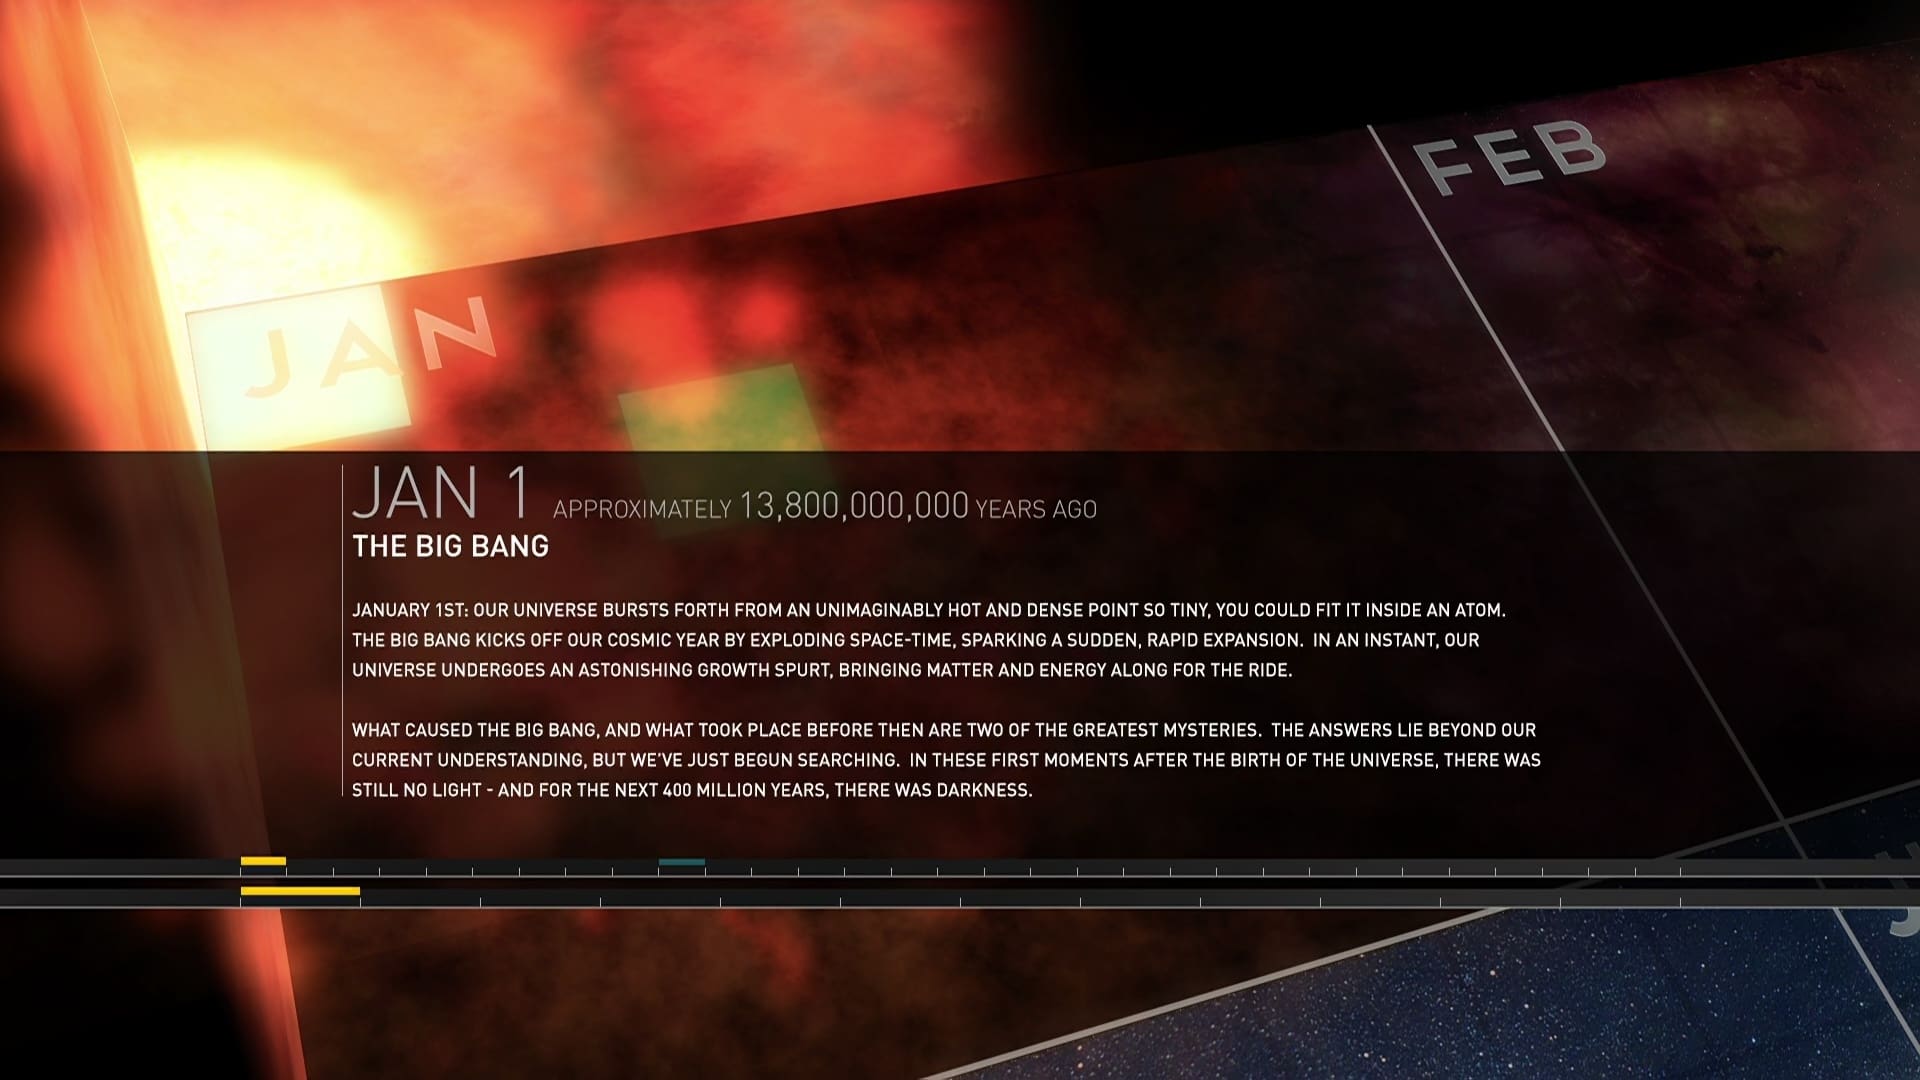 FEB
JAN
JAN 1 APPROXIMATELY 13,800,000,000 YEARS AGO
THE BIG BANG
JANUARY 1ST: OUR UNIVERSE BURSTS FORTH FROM AN UNIMAGINABLY HOT AND DENSE POINT SO TINY, YOU COULD FIT IT INSIDE AN ATOM.
THE BIG BANG KICKS OFF OUR COSMIC YEAR BY EXPLODING SPACE-TIME, SPARKING A SUDDEN, RAPID EXPANSION. IN AN INSTANT, OUR
UNIVERSE UNDERGOES AN ASTONISHING GROWTH SPURT, BRINGING MATTER AND ENERGY ALONG FOR THE RIDE.
WHAT CAUSED THE BIG BANG, AND WHAT TOOK PLACE BEFORE THEN ARE TWO OF THE GREATEST MYSTERIES. THE ANSWERS LIE BEYOND OUR
CURRENT UNDERSTANDING, BUT WE'VE JUST BEGUN SEARCHING. IN THESE FIRST MOMENTS AFTER THE BIRTH OF THE UNIVERSE, THERE WAS
STILL NO LIGHT - AND FOR THE NEXT 400 MILLION YEARS, THERE WAS DARKNESS.